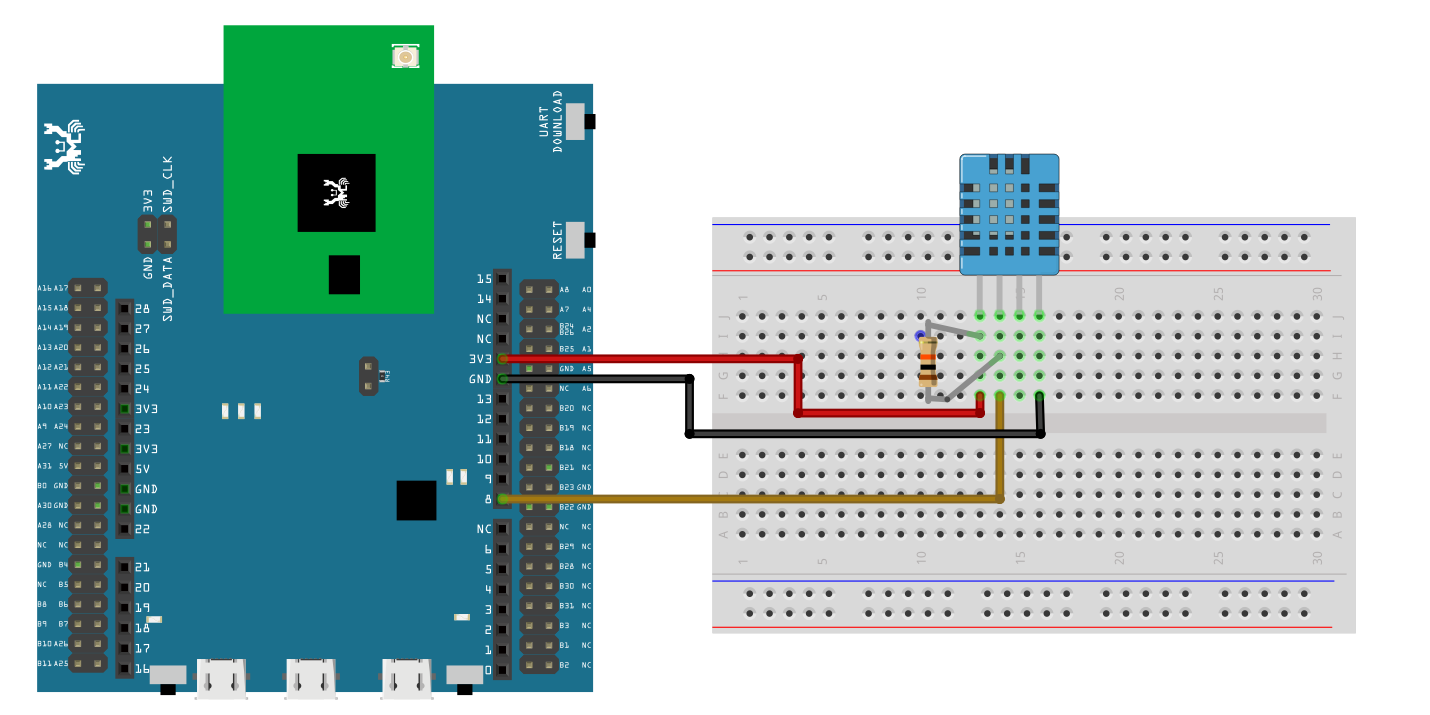 UART
DOWNLOAD
RESET
3V3
SWD_CLK
GND
SWD_DATA
A16 A17
A15 A18
A14 A19
A13 A20
A12 A21
A11 A22
A10 A23
A9 A24
A27 NC
A31 5V
B0 GND
A30 GND
A28 NC
NC NC
GND B4
NC B5
B8 B6
B9 B7
B10 A26
B11 A25
28
27
26
25
24
3V3
23
3V3
5V
GND
GND
22
21
20
19
18
17
16
15
14
NC
NC
3V3
GND
13
12
11
10
9
8
NC
6
5
4
3
2
1
0
A8 A0
A7 A4
B24
B26 A2
B25 A1
GND A5
NC A6
B20 NC
B19 NC
B18 NC
B21 NC
B23 GND
B22 GND
NC NC
B29 NC
B28 NC
B30 NC
B31 NC
B3 NC
B1 NC
B2 NC
1 5 10 15 20 25 30
J J
I I
H H
G G
F F
E E
D D
C C
B B
A A
1 5 10 15 20 25 30